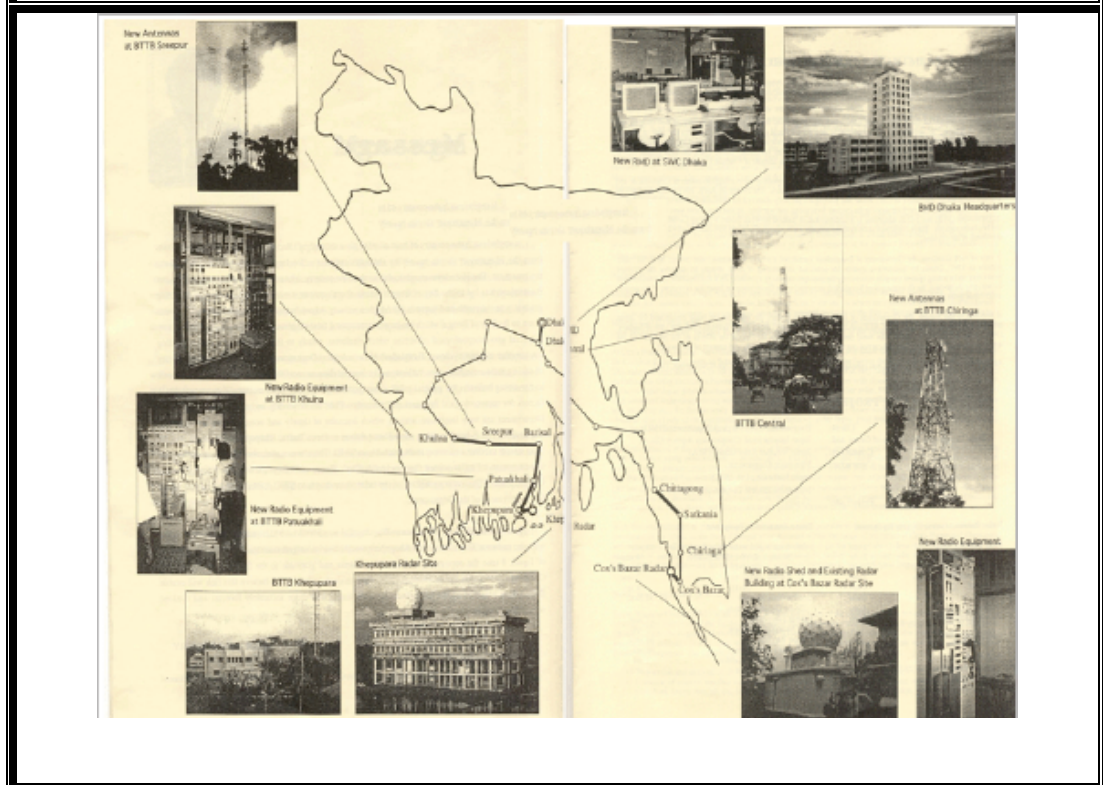 New Antennas
at BTTB Sreepur
New RMD at SWC Dhaka
BMD Dhaka Headquarters
New Antennas
at BTTB Chiringa
New Radio Equipment
at BTTB Khulna
BTTB Central
Khulna
Sreepur
Barisal
Patuakhali
Khepupara
Khep
Radar
Chittagong
Satkania
Chiringa
Cox's Bazar Radar
Cox's Bazar
New Radio Equipment
at BTTB Patuakhali
Khepupara Radar Site
BTTB Khepupara
New Radio Shed and Existing Radar
Building at Cox's Bazar Radar Site
New Radio Equipment